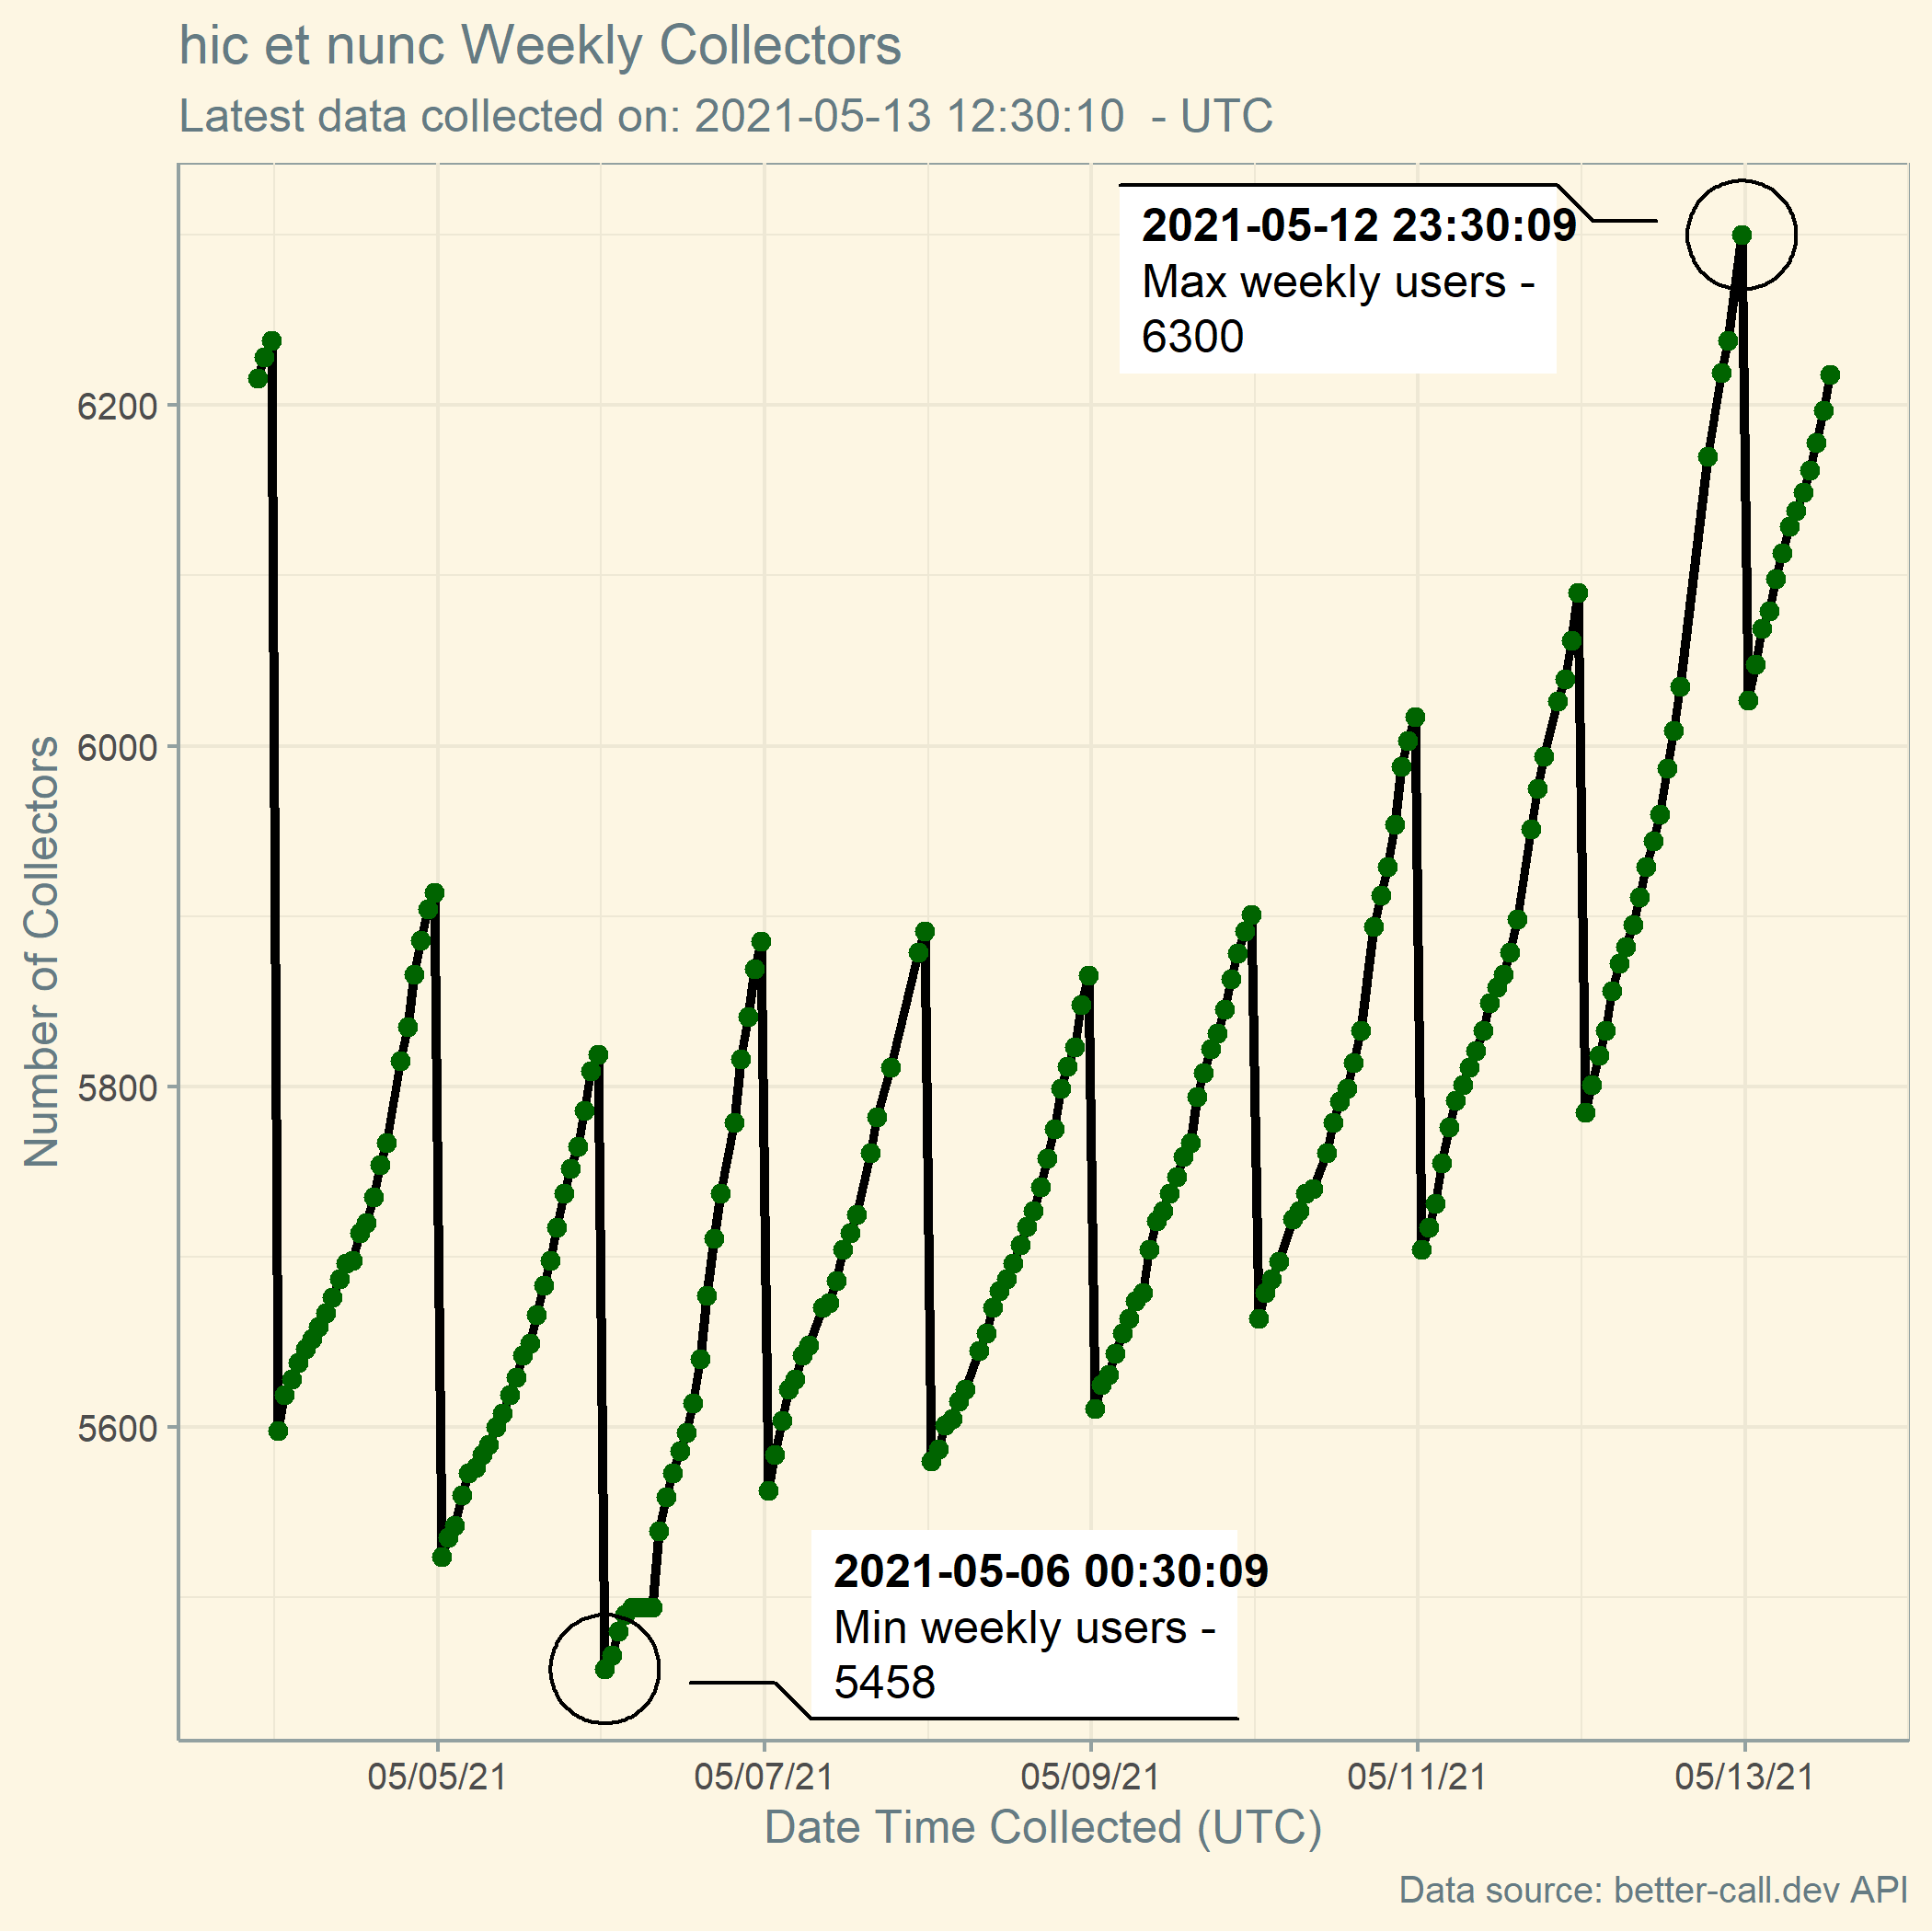 hic et nunc Weekly Collectors
Latest data collected on: 2021-05-13 12:30:10  - UTC
2021-05-12 23:30:09
Max weekly users -
6300
Number of Collectors
6200
6000
5800
5600
2021-05-06 00:30:09
Min weekly users -
5458
05/05/21 05/07/21 05/09/21 05/11/21 05/13/21
Date Time Collected (UTC)
Data source: better-call.dev API